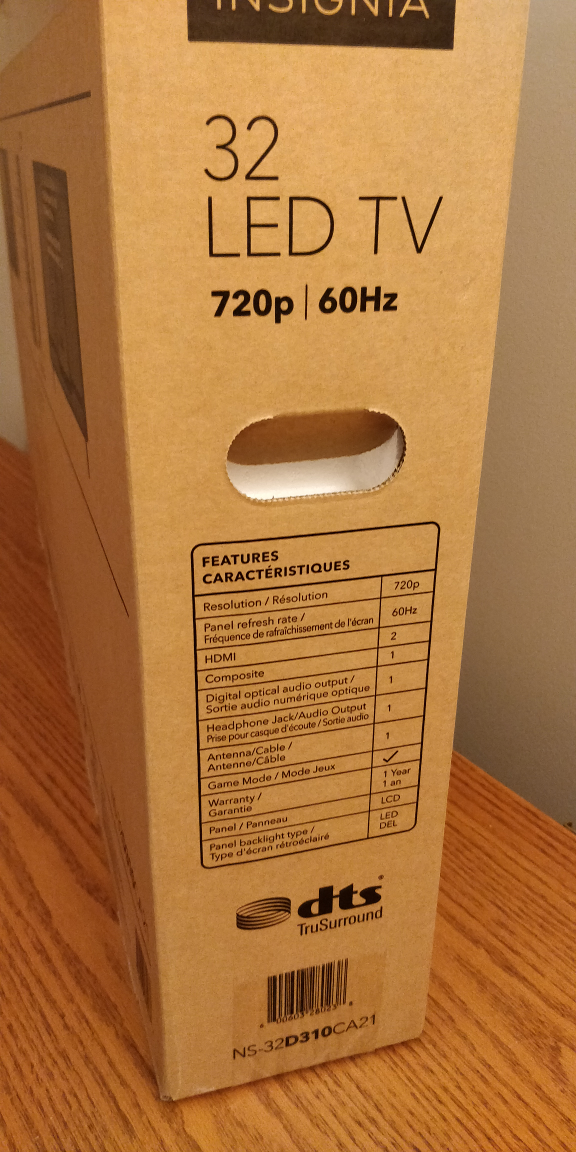 INSIGNIA
32
LED TV
720p | 60Hz
FEATURES
CARACTÉRISTIQUES
Resolution / Résolution 720p
Panel refresh rate /
Fréquence de rafraîchissement de l'écran 60Hz
HDMI 2
Composite 1
Digital optical audio output /
Sortie audio numérique optique 1
Headphone Jack/Audio Output
Prise pour casque d'écoute / Sortie audio 1
Antenna/Cable /
Antenne/Câble 1
Game Mode / Mode Jeux ✓
Warranty / 1 Year
Garantie 1 an
Panel / Panneau LCD
Panel backlight type / LED
Type d'écran rétroéclairé DEL
dts®
TruSurround
NS-32D310CA21